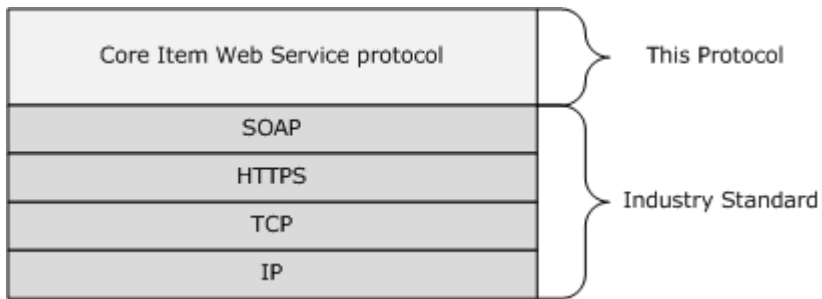 Core Item Web Service protocol
This Protocol
SOAP
HTTPS
TCP
IP
Industry Standard